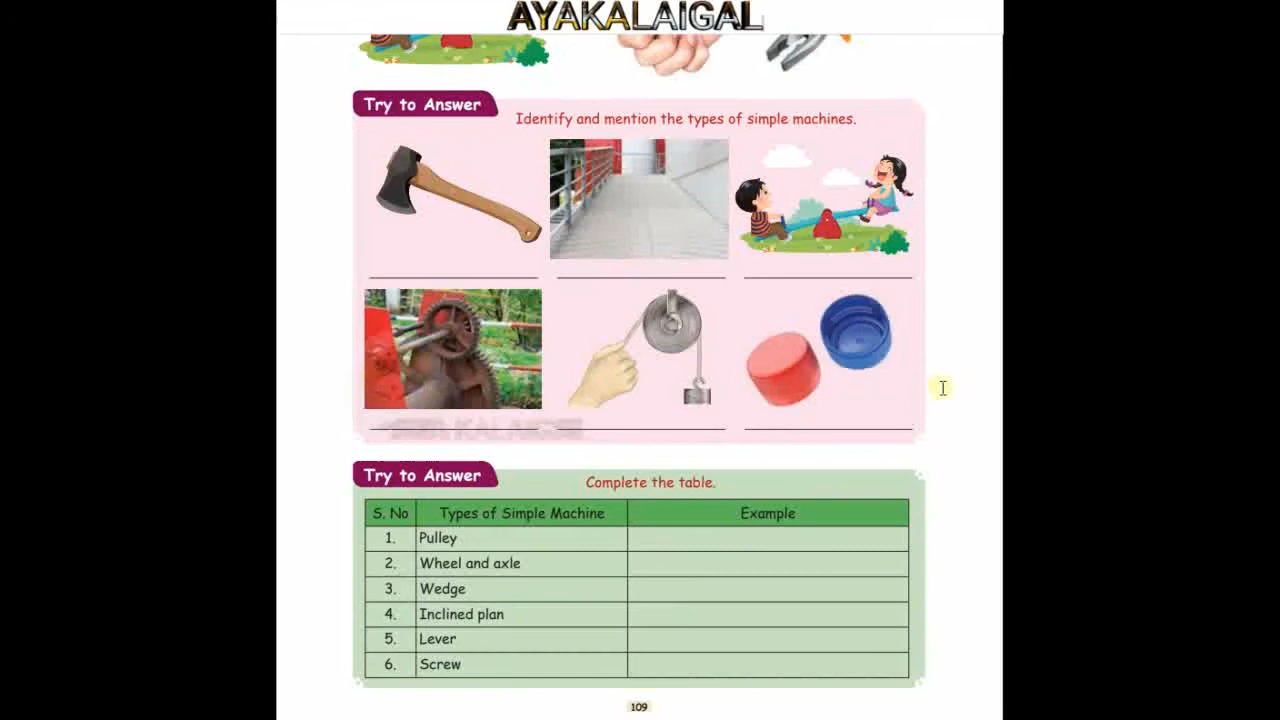 AYAKALAIGAL
Try to Answer
Identify and mention the types of simple machines.
Try to Answer
Complete the table.
S. No Types of Simple Machine Example
1. Pulley
2. Wheel and axle
3. Wedge
4. Inclined plan
5. Lever
6. Screw
109